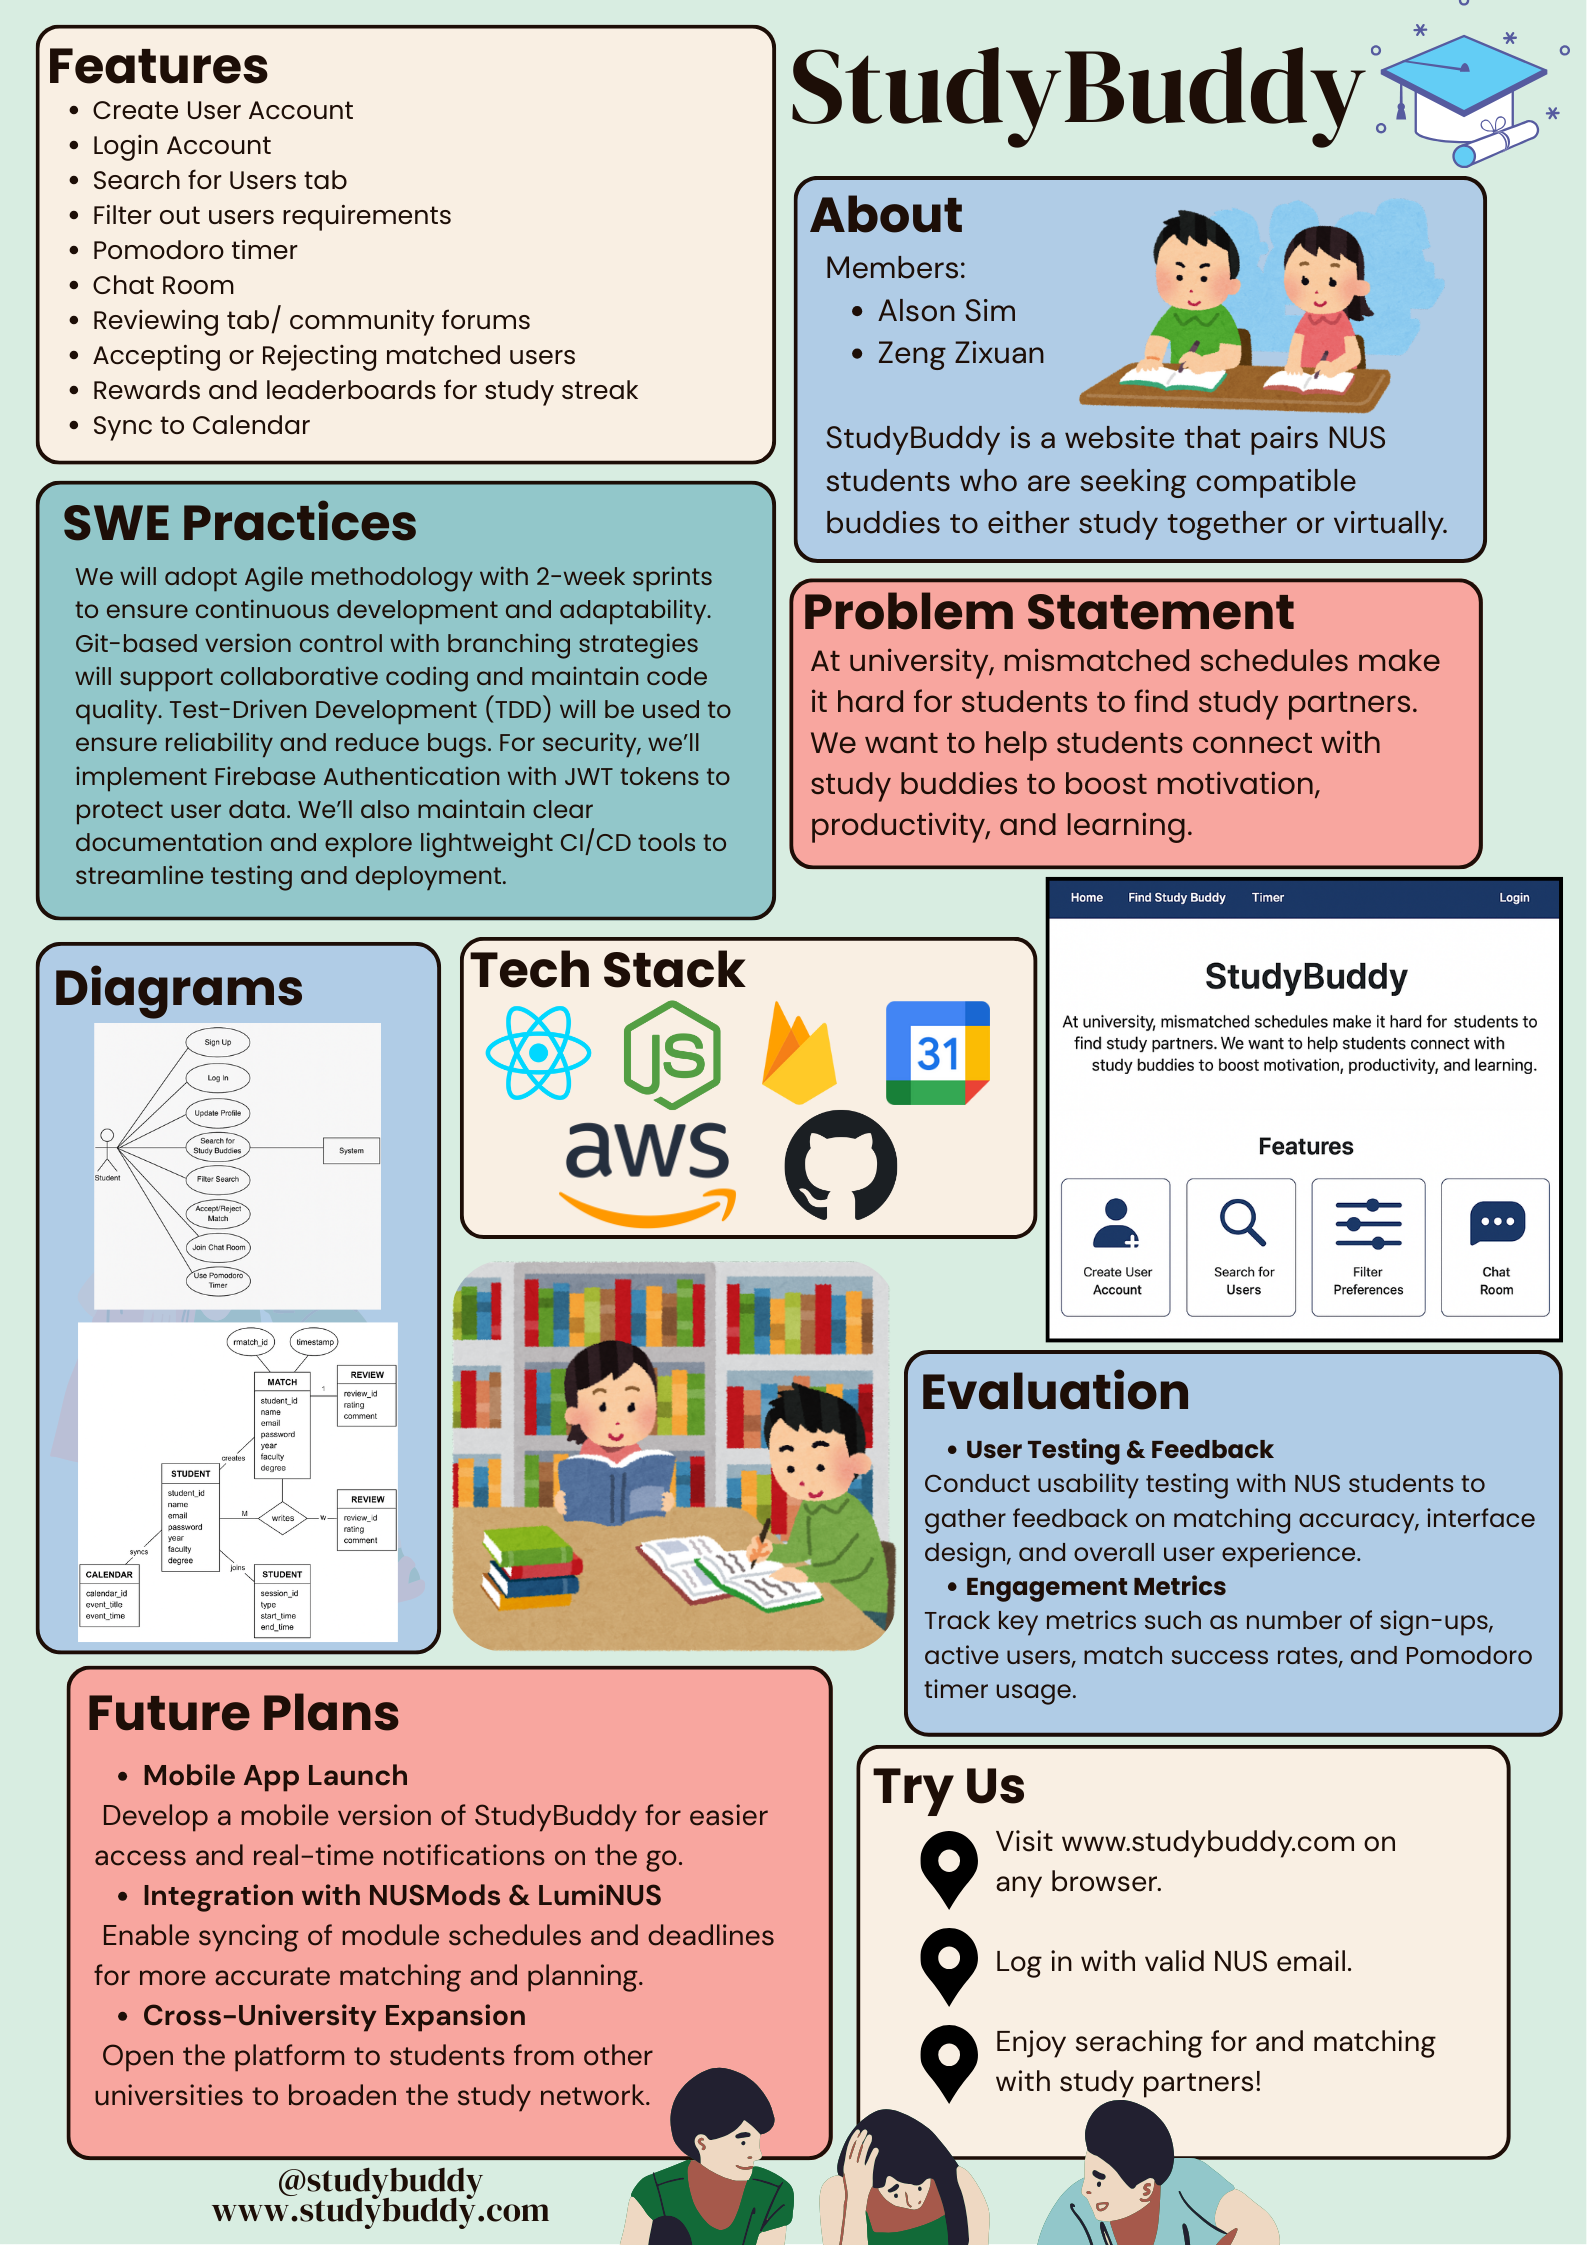 StudyBuddy
Features
• Create User Account
• Login Account
• Search for Users tab
• Filter out users requirements
• Pomodoro timer
• Chat Room
• Reviewing tab/ community forums
• Accepting or Rejecting matched users
• Rewards and leaderboards for study streak
• Sync to Calendar
About
Members:
• Alson Sim
• Zeng Zixuan
StudyBuddy is a website that pairs NUS
students who are seeking compatible
buddies to either study together or virtually.
SWE Practices
We will adopt Agile methodology with 2-week sprints
to ensure continuous development and adaptability.
Git-based version control with branching strategies
will support collaborative coding and maintain code
quality. Test-Driven Development (TDD) will be used to
ensure reliability and reduce bugs. For security, we'll
implement Firebase Authentication with JWT tokens to
protect user data. We'll also maintain clear
documentation and explore lightweight CI/CD tools to
streamline testing and deployment.
Problem Statement
At university, mismatched schedules make
it hard for students to find study partners.
We want to help students connect with
study buddies to boost motivation,
productivity, and learning.
Diagrams
Sign Up
Log In
Update Profile
Search for
Study Buddies
System
Student
Filter Search
Accept/Reject
Match
Join Chat Room
Use Pomodoro
Timer
rmatch_id
timestamp
MATCH
student_id
name
email
password
year
faculty
degree
1
REVIEW
review_id
rating
comment
creates
STUDENT
student_id
name
email
password
year
faculty
degree
M
writes
w
REVIEW
review_id
rating
comment
syncs
joins
CALENDAR
calendar_id
event_title
event_time
STUDENT
session_id
type
start_time
end_time
Tech Stack
JS
31
aws
Home Find Study Buddy Timer Login
StudyBuddy
At university, mismatched schedules make it hard for students to
find study partners. We want to help students connect with
study buddies to boost motivation, productivity, and learning.
Features
Create User
Account
Search for
Users
Filter
Preferences
Chat
Room
Evaluation
• User Testing & Feedback
Conduct usability testing with NUS students to
gather feedback on matching accuracy, interface
design, and overall user experience.
• Engagement Metrics
Track key metrics such as number of sign-ups,
active users, match success rates, and Pomodoro
timer usage.
Future Plans
• Mobile App Launch
Develop a mobile version of StudyBuddy for easier
access and real-time notifications on the go.
• Integration with NUSMods & LumiNUS
Enable syncing of module schedules and deadlines
for more accurate matching and planning.
• Cross-University Expansion
Open the platform to students from other
universities to broaden the study network.
Try Us
Visit www.studybuddy.com on
any browser.
Log in with valid NUS email.
Enjoy seraching for and matching
with study partners!
@studybuddy
www.studybuddy.com